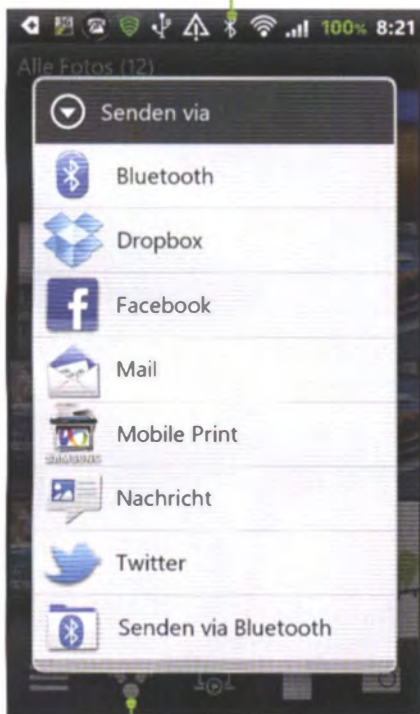 100% 8:21
Alle Fotos (12)
Senden via
Bluetooth
Dropbox
Facebook
Mail
Mobile Print
SAMSUNG
Nachricht
Twitter
Senden via Bluetooth